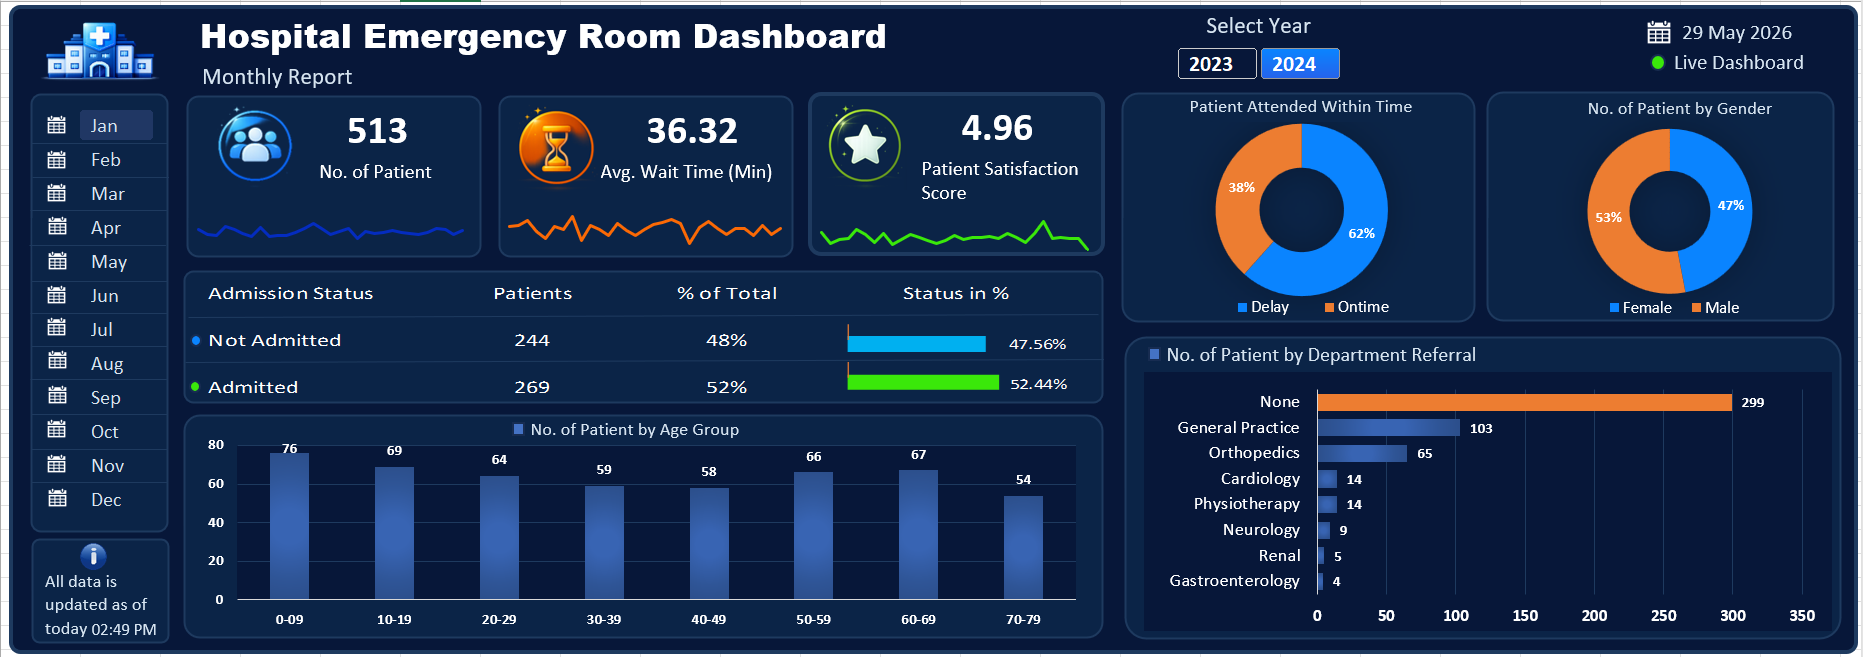 Hospital Emergency Room Dashboard
Monthly Report
Select Year
2023
2024
29 May 2026
Live Dashboard
Jan
Feb
Mar
Apr
May
Jun
Jul
Aug
Sep
Oct
Nov
Dec
All data is
updated as of
today 02:49 PM
513
No. of Patient
36.32
Avg. Wait Time (Min)
4.96
Patient Satisfaction
Score
Admission Status Patients % of Total Status in %
Not Admitted 244 48% 47.56%
Admitted 269 52% 52.44%
No. of Patient by Age Group
80
60
40
20
0
76 69 64 59 58 66 67 54
0-09 10-19 20-29 30-39 40-49 50-59 60-69 70-79
Patient Attended Within Time
38%
62%
Delay Ontime
No. of Patient by Gender
53%
47%
Female Male
No. of Patient by Department Referral
None 299
General Practice 103
Orthopedics 65
Cardiology 14
Physiotherapy 14
Neurology 9
Renal 5
Gastroenterology 4
0 50 100 150 200 250 300 350